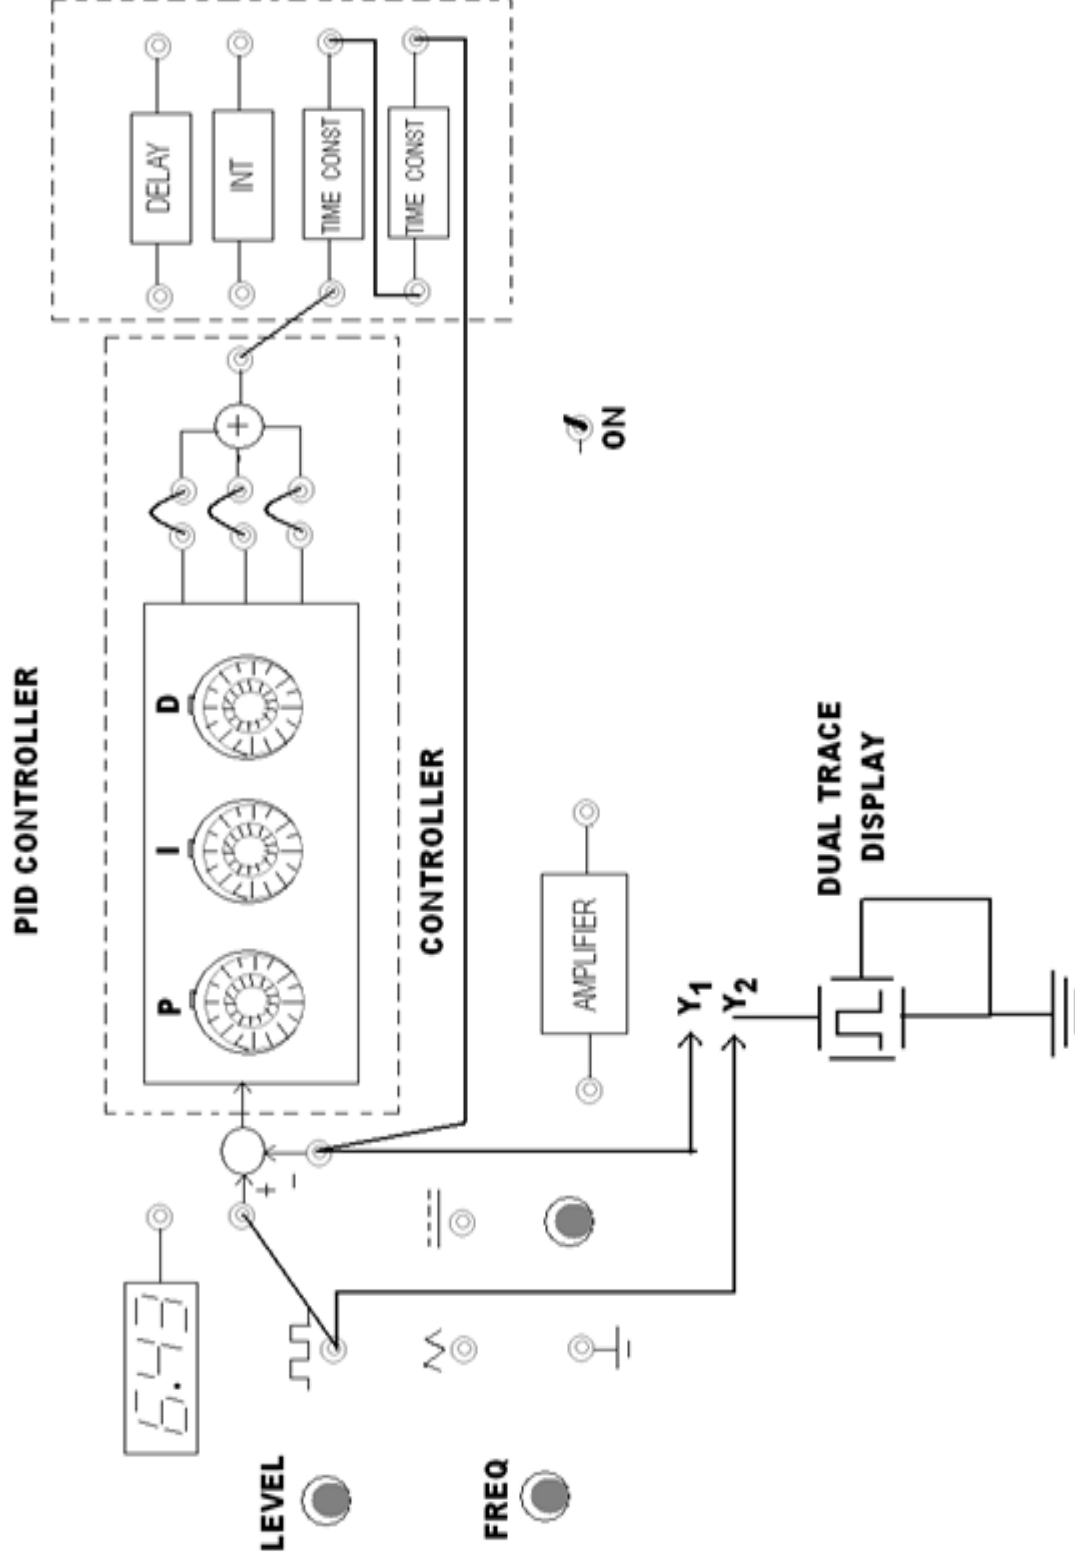 PID CONTROLLER
P
I
D
DELAY
INT
TIME CONST
TIME CONST
+
6.43
+
−
CONTROLLER
LEVEL
FREQ
AMPLIFIER
ON
Y1
Y2
DUAL TRACE
DISPLAY